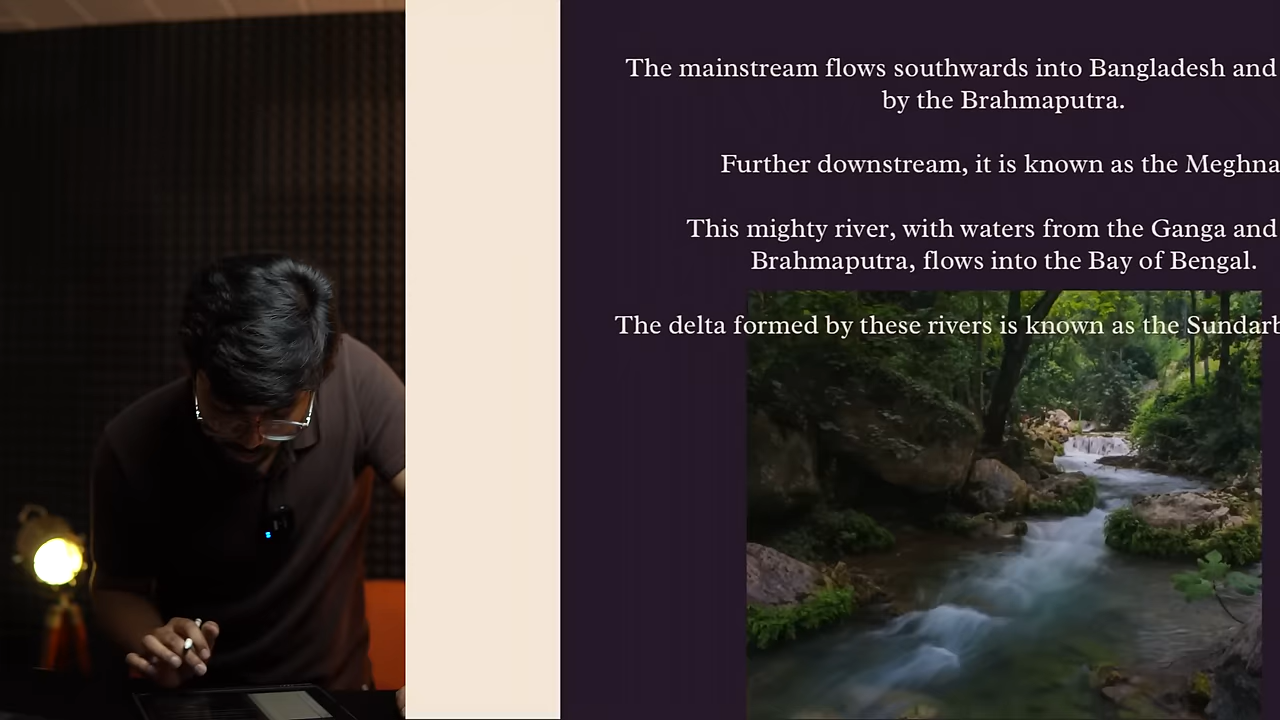 The mainstream flows southwards into Bangladesh and
by the Brahmaputra.
Further downstream, it is known as the Meghna
This mighty river, with waters from the Ganga and
Brahmaputra, flows into the Bay of Bengal.
The delta formed by these rivers is known as the